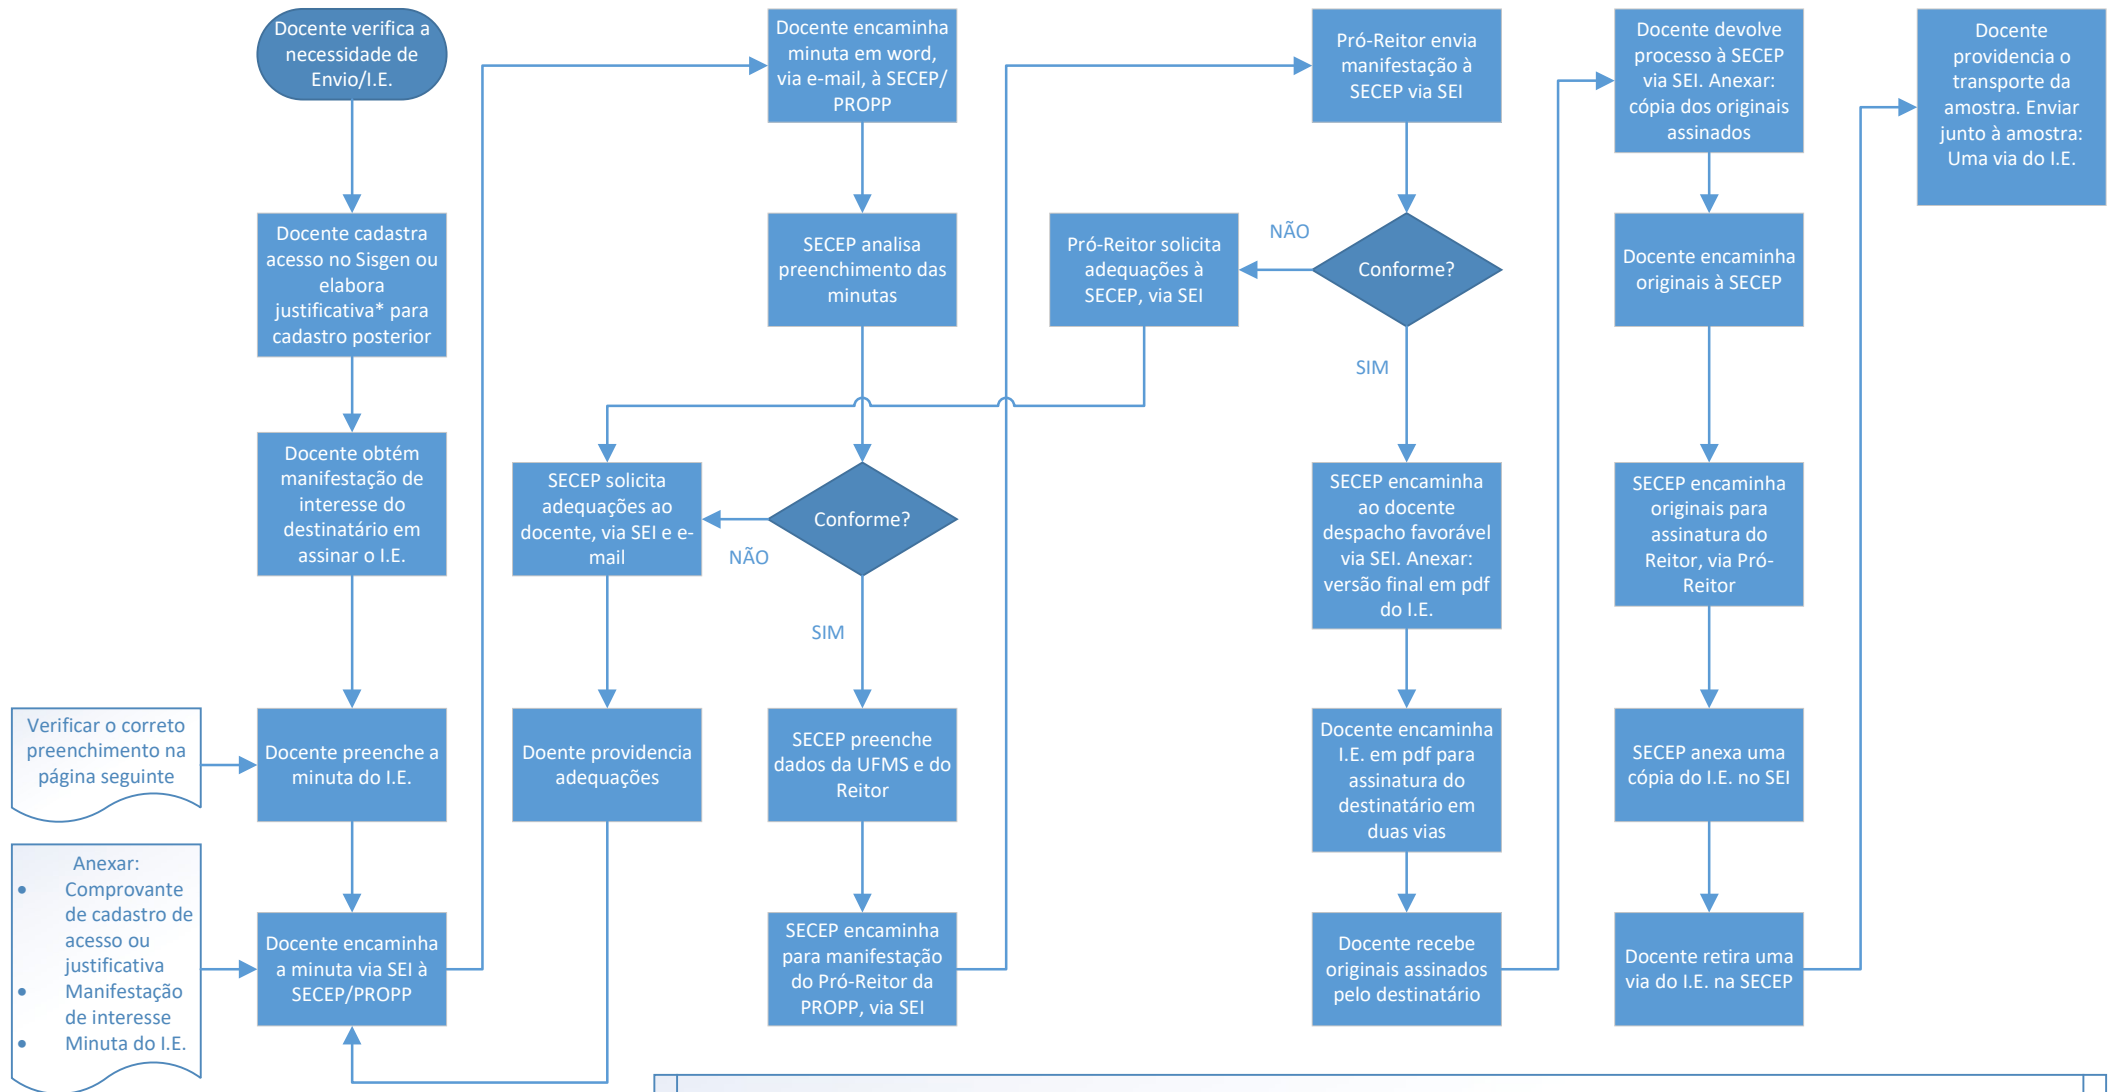 Docente verifica a
necessidade de
Envio/I.E.
Docente cadastra
acesso no Sisgen ou
elabora
justificativa* para
cadastro posterior
Docente obtém
manifestação de
interesse do
destinatário em
assinar o I.E.
Verificar o correto
preenchimento na
página seguinte
Docente preenche a
minuta do I.E.
Anexar:
• Comprovante
de cadastro de
acesso ou
justificativa
• Manifestação
de interesse
• Minuta do I.E.
Docente encaminha
a minuta via SEI à
SECEP/PROPP
Docente encaminha
minuta em word,
via e-mail, à SECEP/
PROPP
SECEP analisa
preenchimento das
minutas
Conforme?
NÃO
SECEP solicita
adequações ao
docente, via SEI e e-
mail
Doente providencia
adequações
SIM
SECEP preenche
dados da UFMS e do
Reitor
SECEP encaminha
para manifestação
do Pró-Reitor da
PROPP, via SEI
Pró-Reitor envia
manifestação à
SECEP via SEI
Conforme?
NÃO
Pró-Reitor solicita
adequações à
SECEP, via SEI
SIM
SECEP encaminha
ao docente
despacho favorável
via SEI. Anexar:
versão final em pdf
do I.E.
Docente encaminha
I.E. em pdf para
assinatura do
destinatário em
duas vias
Docente recebe
originais assinados
pelo destinatário
Docente devolve
processo à SECEP
via SEI. Anexar:
cópia dos originais
assinados
Docente encaminha
originais à SECEP
SECEP encaminha
originais para
assinatura do
Reitor, via Pró-
Reitor
SECEP anexa uma
cópia do I.E. no SEI
Docente retira uma
via do I.E. na SECEP
Docente
providencia o
transporte da
amostra. Enviar
junto à amostra:
Uma via do I.E.